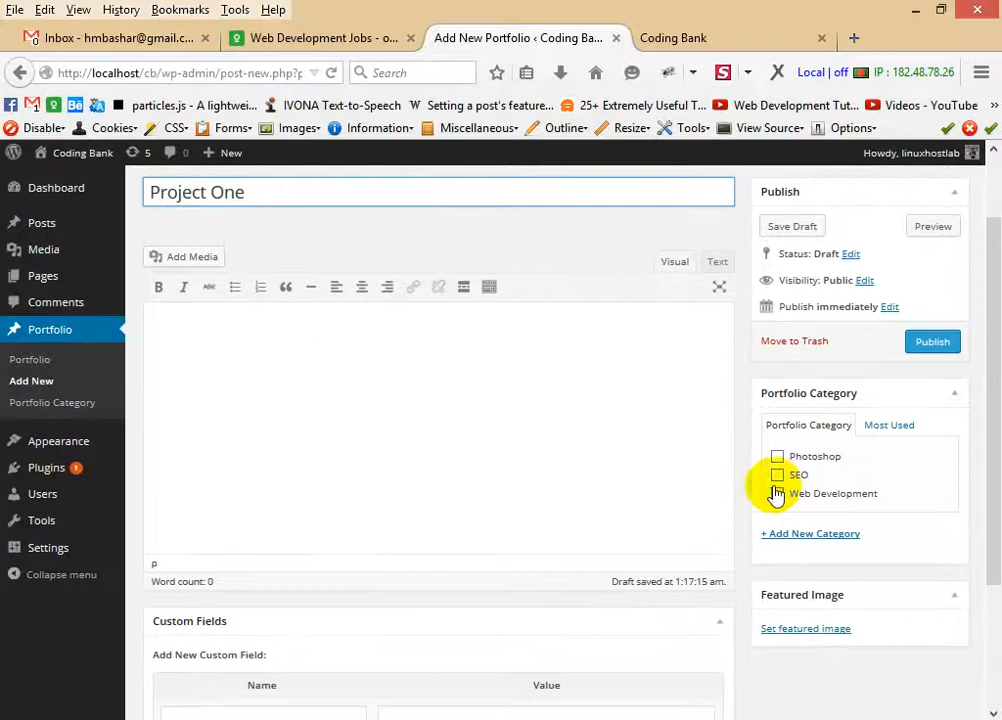 File Edit View History Bookmarks Tools Help
Inbox - hmbashar@gmail.c... × Web Development Jobs - o... × Add New Portfolio ‹ Coding Ba... × Coding Bank ×
http://localhost/cb/wp-admin/post-new.php?p Search S X Local | off IP : 182.48.78.26
particles.js - A lightwei... IVONA Text-to-Speech W Setting a post's feature... 25+ Extremely Useful T... Web Development Tut... Videos - YouTube »
Disable▾ Cookies▾ CSS▾ Forms▾ Images▾ Information▾ Miscellaneous▾ Outline▾ Resize▾ Tools▾ View Source▾ Options▾
Coding Bank 5 0 + New Howdy, linuxhostlab
Dashboard
Posts
Media
Pages
Comments
Portfolio
Portfolio
Add New
Portfolio Category
Appearance
Plugins 1
Users
Tools
Settings
Collapse menu
Project One
Add Media Visual Text
B I ABC
P
Word count: 0 Draft saved at 1:17:15 am.
Custom Fields
Add New Custom Field:
Name Value
Publish
Save Draft Preview
Status: Draft Edit
Visibility: Public Edit
Publish immediately Edit
Move to Trash Publish
Portfolio Category
Portfolio Category Most Used
Photoshop
SEO
Web Development
+ Add New Category
Featured Image
Set featured image